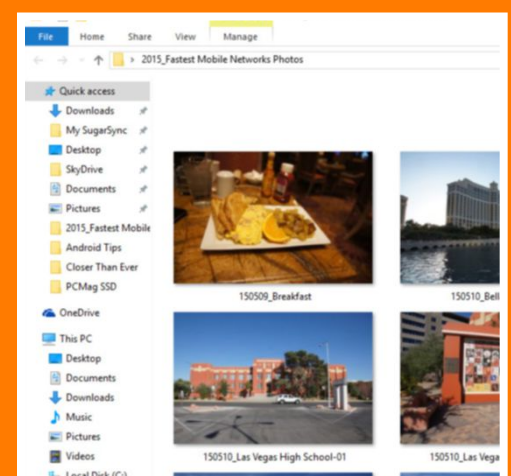 File Home Share View Manage
2015_Fastest Mobile Networks Photos
Quick access
Downloads
My SugarSync
Desktop
SkyDrive
Documents
Pictures
2015_Fastest Mobile
Android Tips
Closer Than Ever
PCMag SSD
OneDrive
This PC
Desktop
Documents
Downloads
Music
Pictures
Videos
Local Disk (C:)
150509_Breakfast
150510_Bell
150510_Las Vegas High School-01
150510_Las Vega